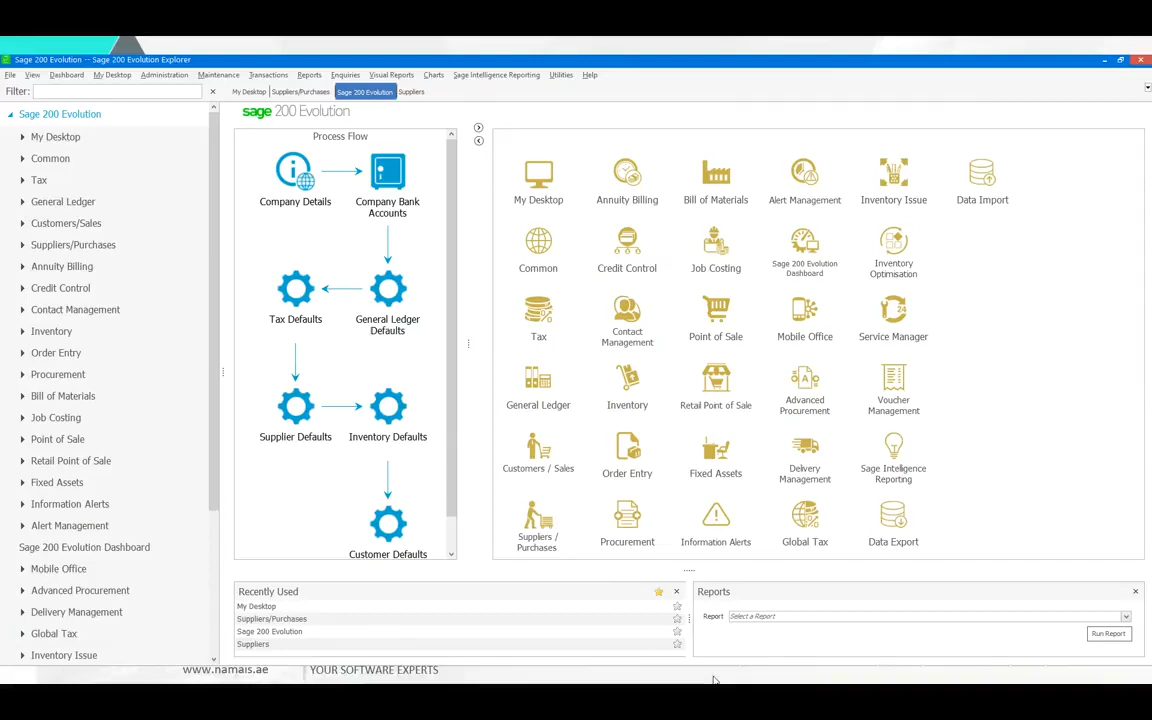 Sage 200 Evolution -- Sage 200 Evolution Explorer
File View Dashboard My Desktop Administration Maintenance Transactions Reports Enquiries Visual Reports Charts Sage Intelligence Reporting Utilities Help
Filter:
My Desktop Suppliers/Purchases Sage 200 Evolution Suppliers
Sage 200 Evolution
My Desktop
Common
Tax
General Ledger
Customers/Sales
Suppliers/Purchases
Annuity Billing
Credit Control
Contact Management
Inventory
Order Entry
Procurement
Bill of Materials
Job Costing
Point of Sale
Retail Point of Sale
Fixed Assets
Information Alerts
Alert Management
Sage 200 Evolution Dashboard
Mobile Office
Advanced Procurement
Delivery Management
Global Tax
Inventory Issue
sage 200 Evolution
Process Flow
Company Details
Company Bank
Accounts
Tax Defaults
General Ledger
Defaults
Supplier Defaults
Inventory Defaults
Customer Defaults
My Desktop
Annuity Billing
Bill of Materials
Alert Management
Inventory Issue
Data Import
Common
Credit Control
Job Costing
Sage 200 Evolution
Dashboard
Inventory
Optimisation
Tax
Contact
Management
Point of Sale
Mobile Office
24
Service Manager
General Ledger
Inventory
Retail Point of Sale
A
Advanced
Procurement
Voucher
Management
Customers / Sales
Order Entry
Fixed Assets
Delivery
Management
Sage Intelligence
Reporting
Suppliers /
Purchases
Procurement
Information Alerts
Global Tax
Data Export
Recently Used
My Desktop
Suppliers/Purchases
Sage 200 Evolution
Suppliers
Reports
Report Select a Report
Run Report
www.namais.ae YOUR SOFTWARE EXPERTS